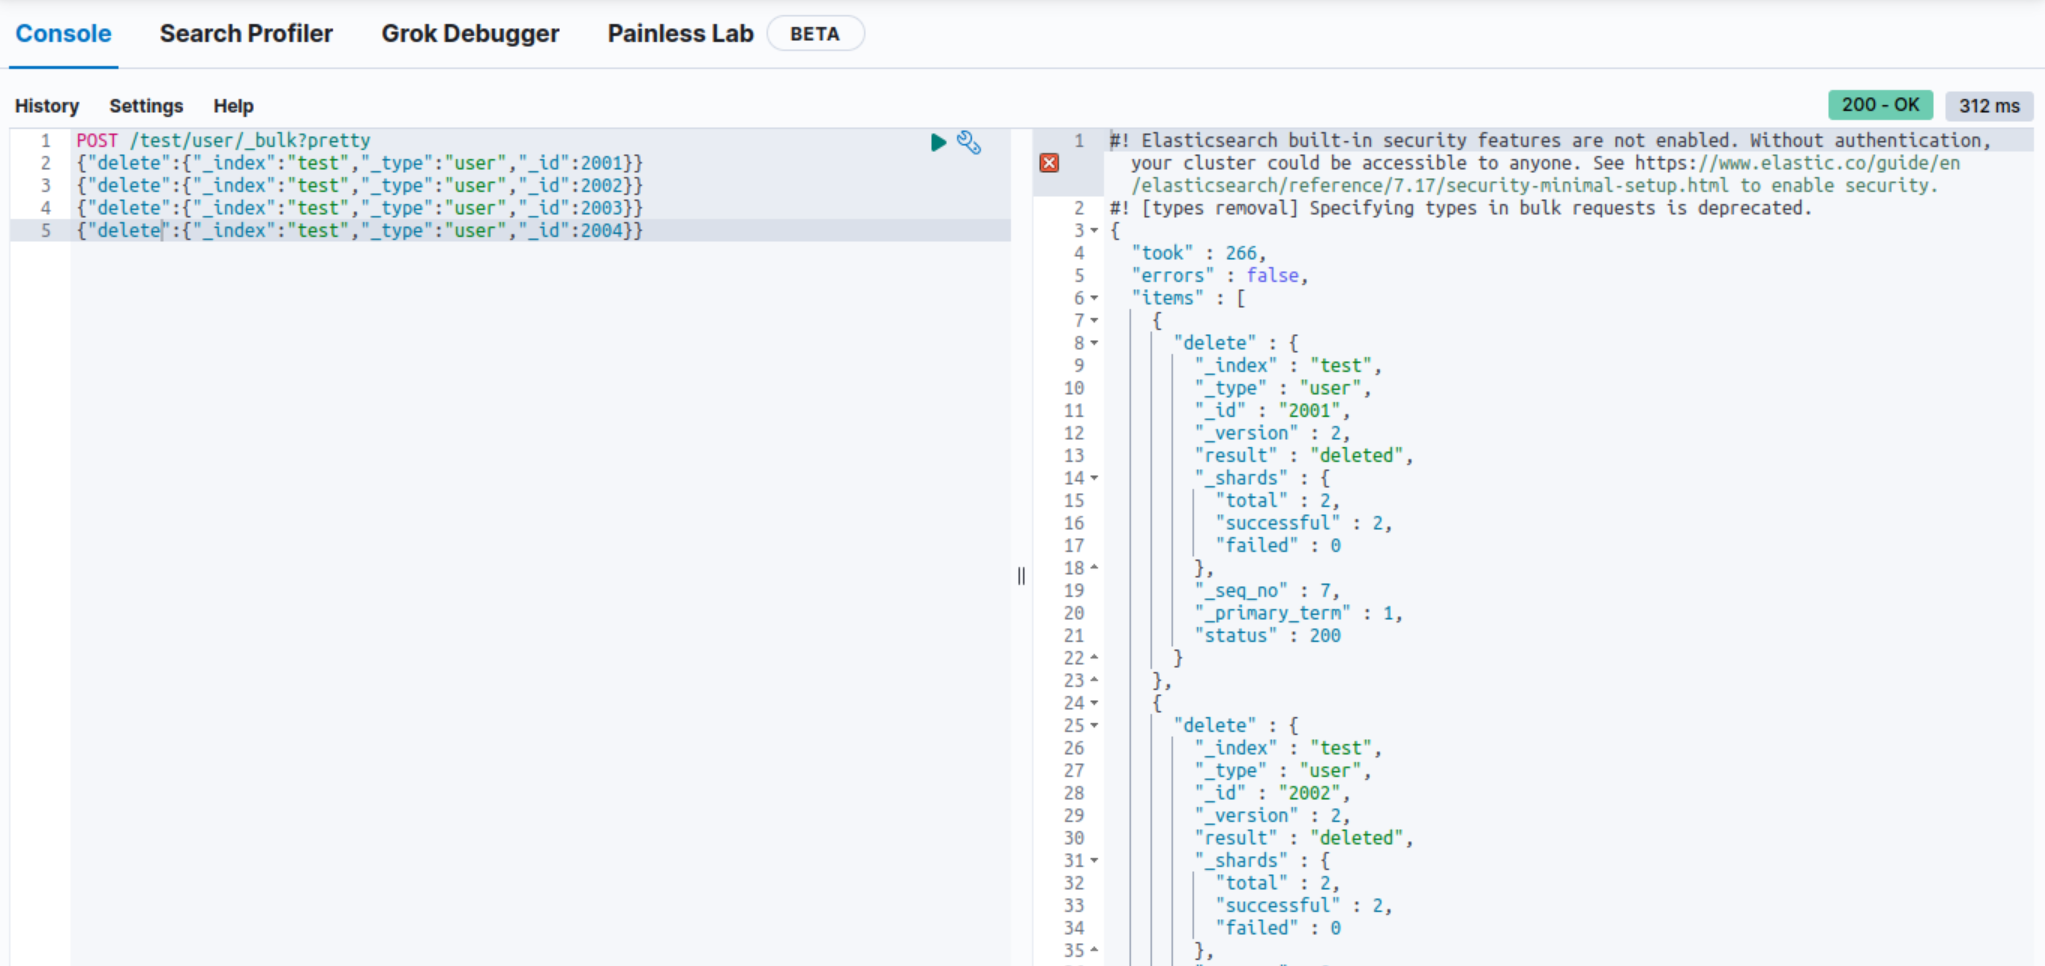 Console Search Profiler Grok Debugger Painless Lab BETA
History Settings Help 200 - OK 312 ms
1 POST /test/user/_bulk?pretty
2 {"delete":{"_index":"test","_type":"user","_id":2001}}
3 {"delete":{"_index":"test","_type":"user","_id":2002}}
4 {"delete":{"_index":"test","_type":"user","_id":2003}}
5 {"delete":{"_index":"test","_type":"user","_id":2004}}
1 #! Elasticsearch built-in security features are not enabled. Without authentication,
your cluster could be accessible to anyone. See https://www.elastic.co/guide/en
/elasticsearch/reference/7.17/security-minimal-setup.html to enable security.
2 #! [types removal] Specifying types in bulk requests is deprecated.
3 {
4 "took" : 266,
5 "errors" : false,
6 "items" : [
7 {
8 "delete" : {
9 "_index" : "test",
10 "_type" : "user",
11 "_id" : "2001",
12 "_version" : 2,
13 "result" : "deleted",
14 "_shards" : {
15 "total" : 2,
16 "successful" : 2,
17 "failed" : 0
18 },
19 "_seq_no" : 7,
20 "_primary_term" : 1,
21 "status" : 200
22 }
23 },
24 {
25 "delete" : {
26 "_index" : "test",
27 "_type" : "user",
28 "_id" : "2002",
29 "_version" : 2,
30 "result" : "deleted",
31 "_shards" : {
32 "total" : 2,
33 "successful" : 2,
34 "failed" : 0
35 },